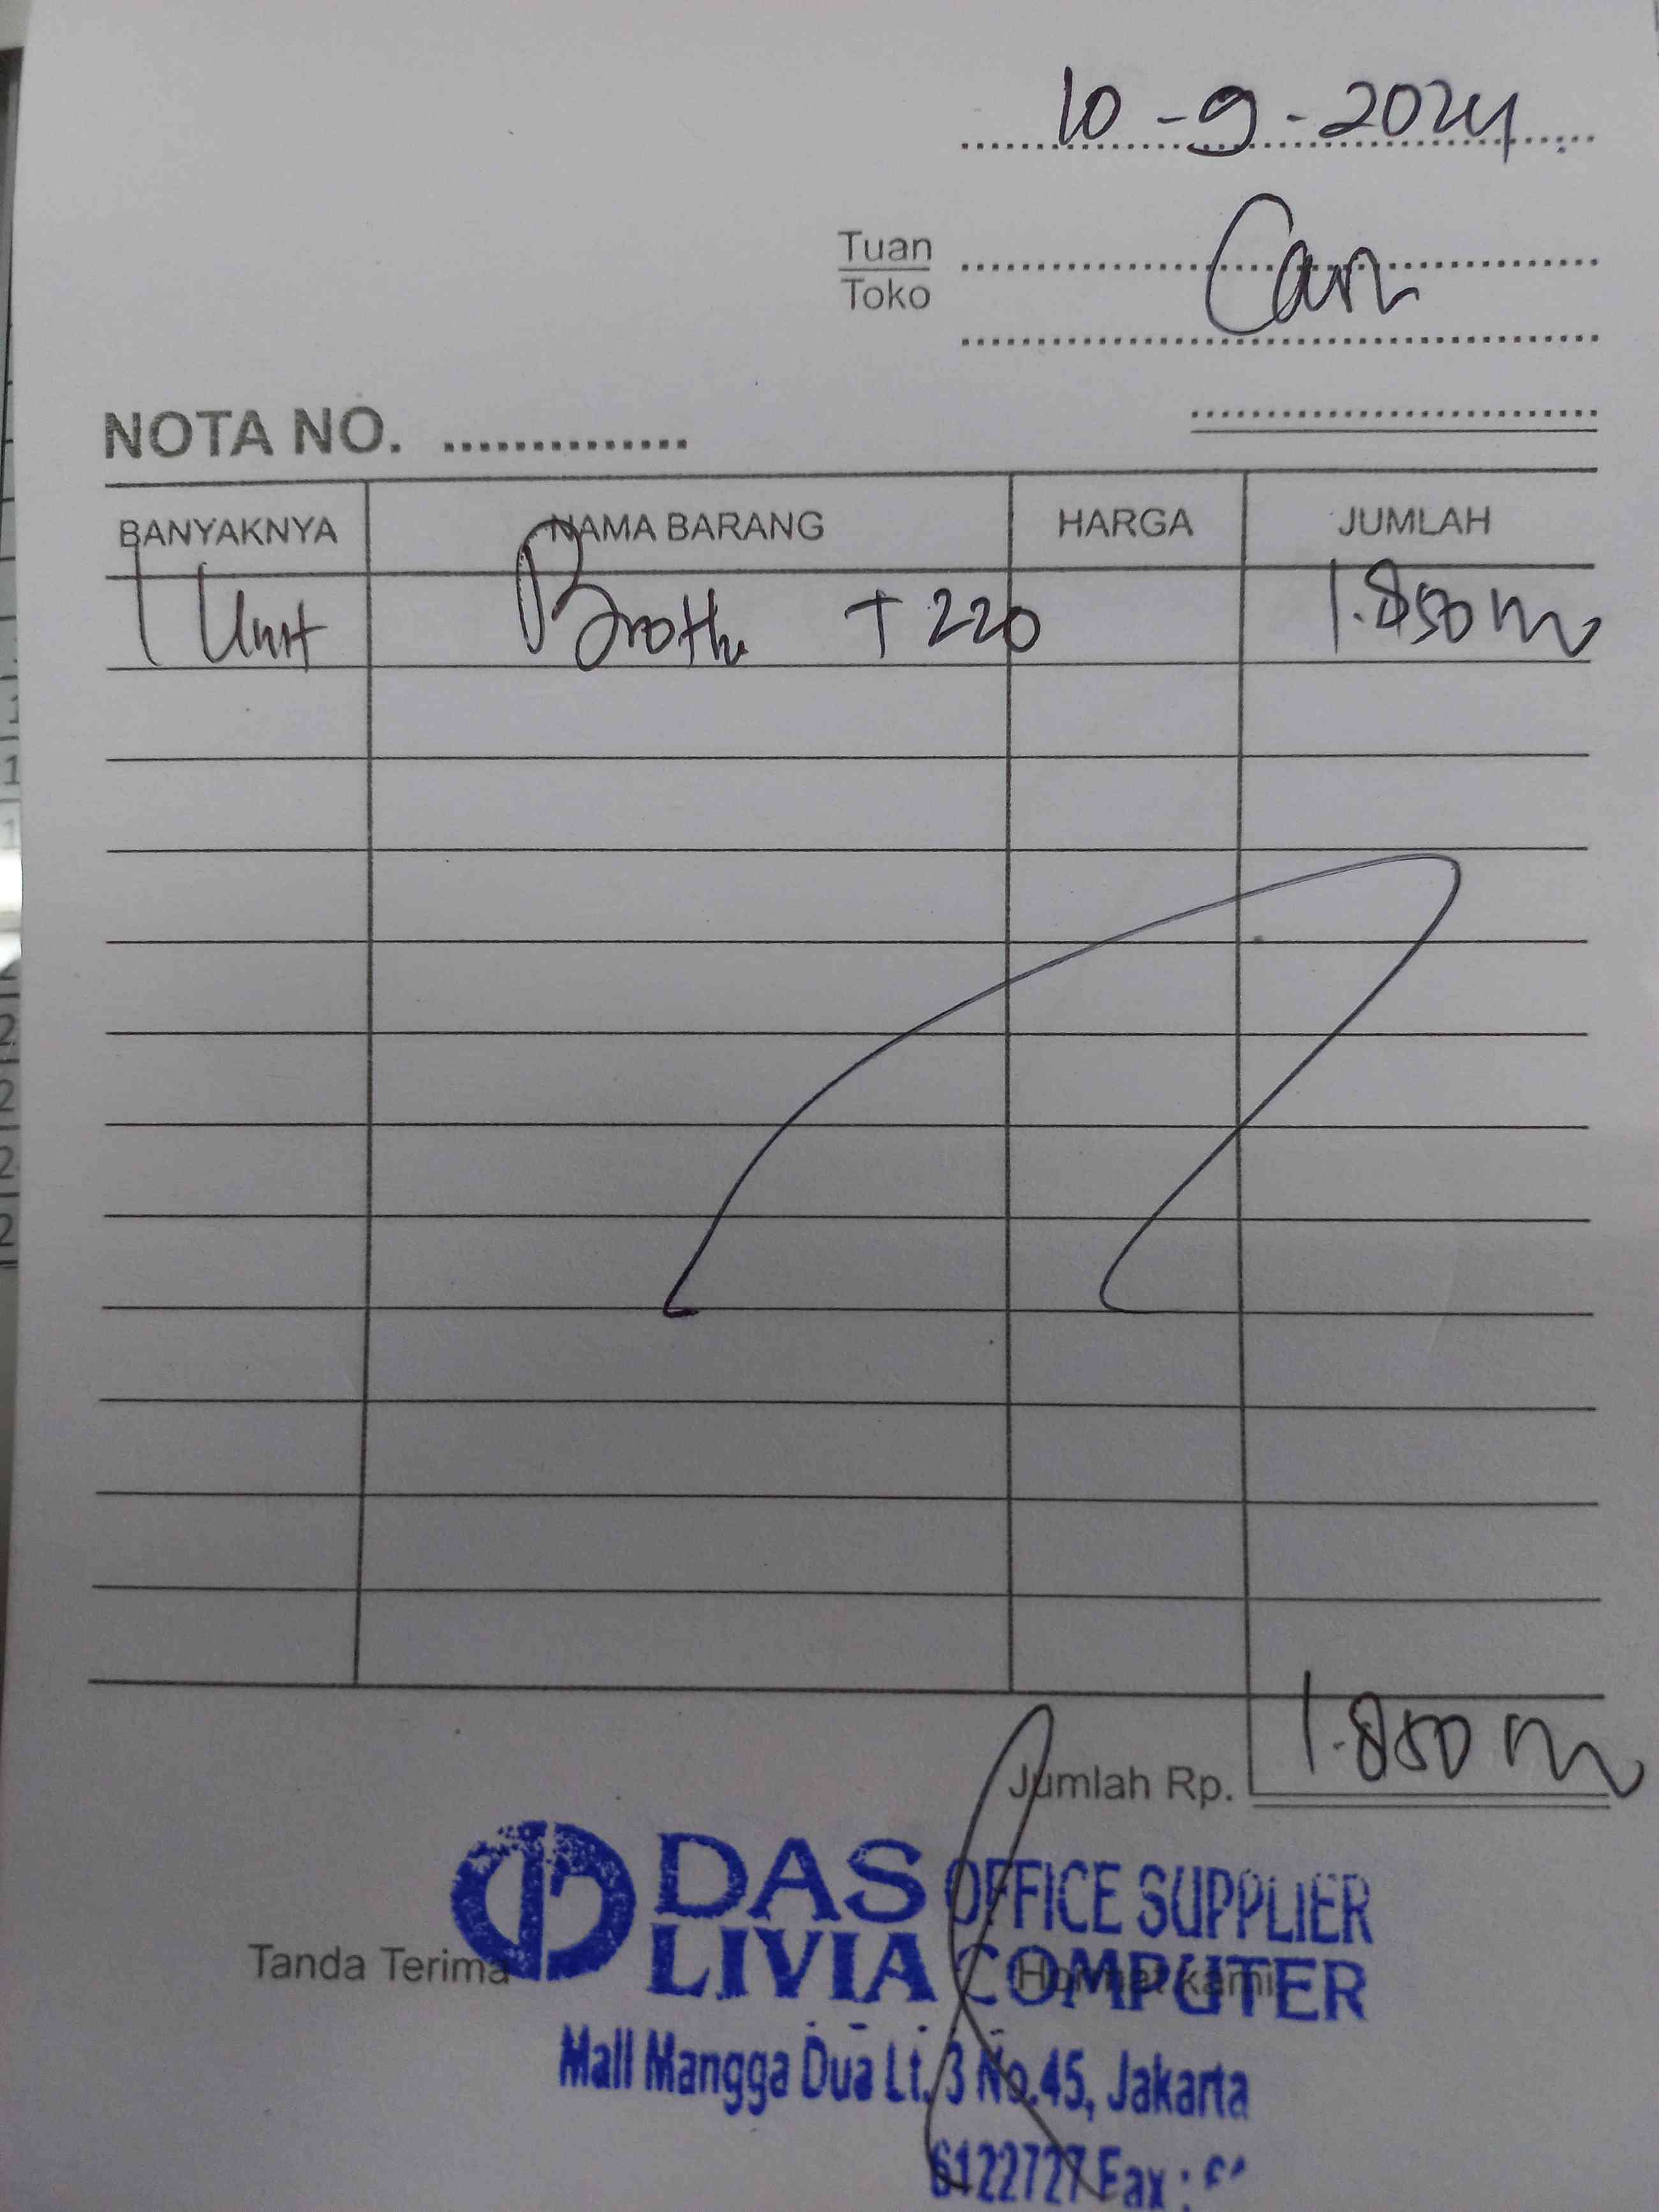 10-9-2024
Tuan
Toko
NOTA NO. ..............
BANYAKNYA NAMA BARANG HARGA JUMLAH
1 Unit Broth T220 1.850 m
Jumlah Rp. 1.850 m
DAS OFFICE SUPPLIER
LIVIA COMPUTER
Tanda Terima Hormat kami
Mall Mangga Dua Lt. 3 No.45, Jakarta
6122727 Fax :